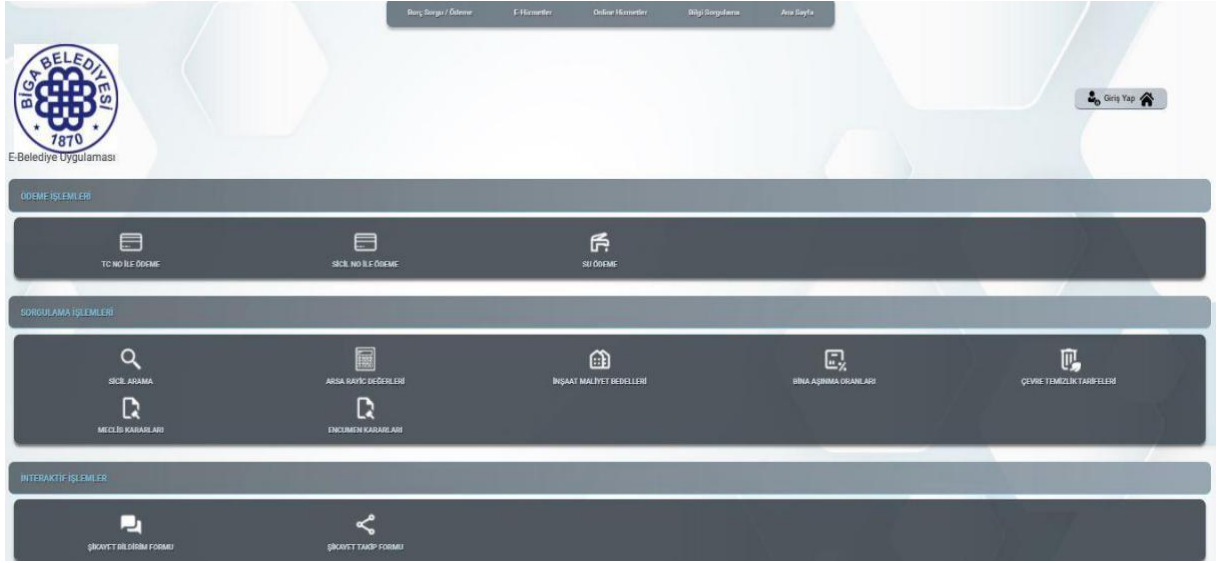 Borç Sorgu / Ödeme E-Hizmetler Online Hizmetler Bilgi Sorgulama Ana Sayfa
BİGA BELEDİYESİ
1870
Giriş Yap
E-Belediye Uygulaması
ÖDEME İŞLEMLERİ
TC NO İLE ÖDEME SİCİL NO İLE ÖDEME SU ÖDEME
SORGULAMA İŞLEMLERİ
SİCİL ARAMA ARSA RAYİC DEĞERLERİ İNŞAAT MALİYET BEDELLERİ BİNA AŞINMA ORANLARI ÇEVRE TEMİZLİK TARİFELERİ
MECLİS KARARLARI ENCUMEN KARARLARI
İNTERAKTİF İŞLEMLER
ŞİKAYET BİLDİRİM FORMU ŞİKAYET TAKİP FORMU